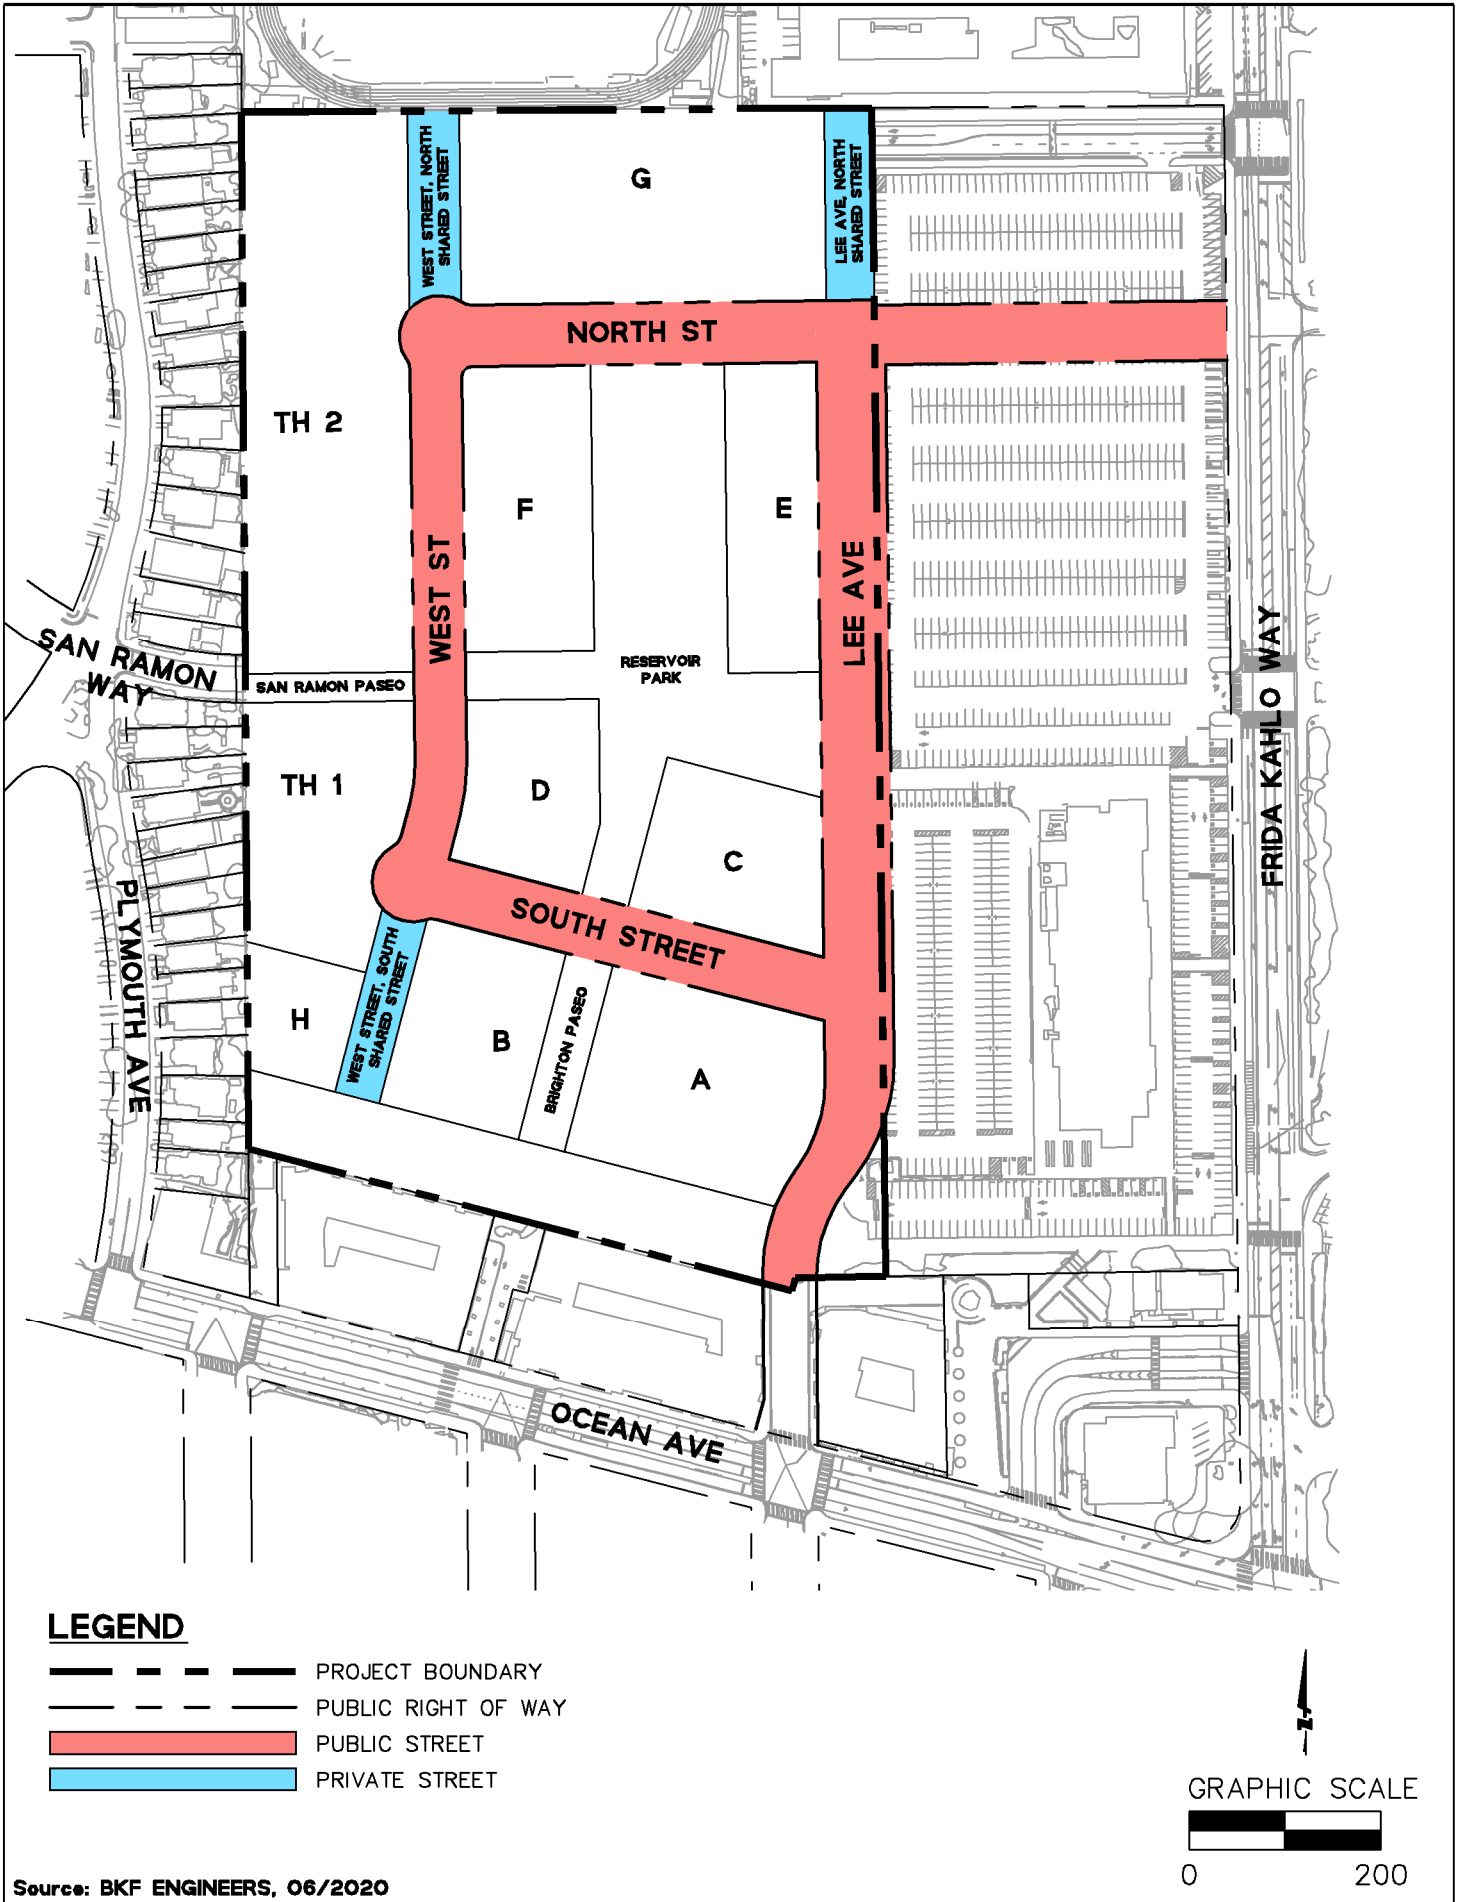 WEST STREET, NORTH
SHARED STREET
G
LEE AVE, NORTH
SHARED STREET
NORTH ST
TH 2
F
E
WEST ST
LEE AVE
SAN RAMON
WAY
SAN RAMON PASEO
RESERVOIR
PARK
FRIDA KAHLO WAY
TH 1
D
C
PLYMOUTH AVE
SOUTH STREET
WEST STREET, SOUTH
SHARED STREET
H
B
BRIGHTON PASEO
A
OCEAN AVE
LEGEND
PROJECT BOUNDARY
PUBLIC RIGHT OF WAY
PUBLIC STREET
PRIVATE STREET
GRAPHIC SCALE
0 200
Source: BKF ENGINEERS, 06/2020